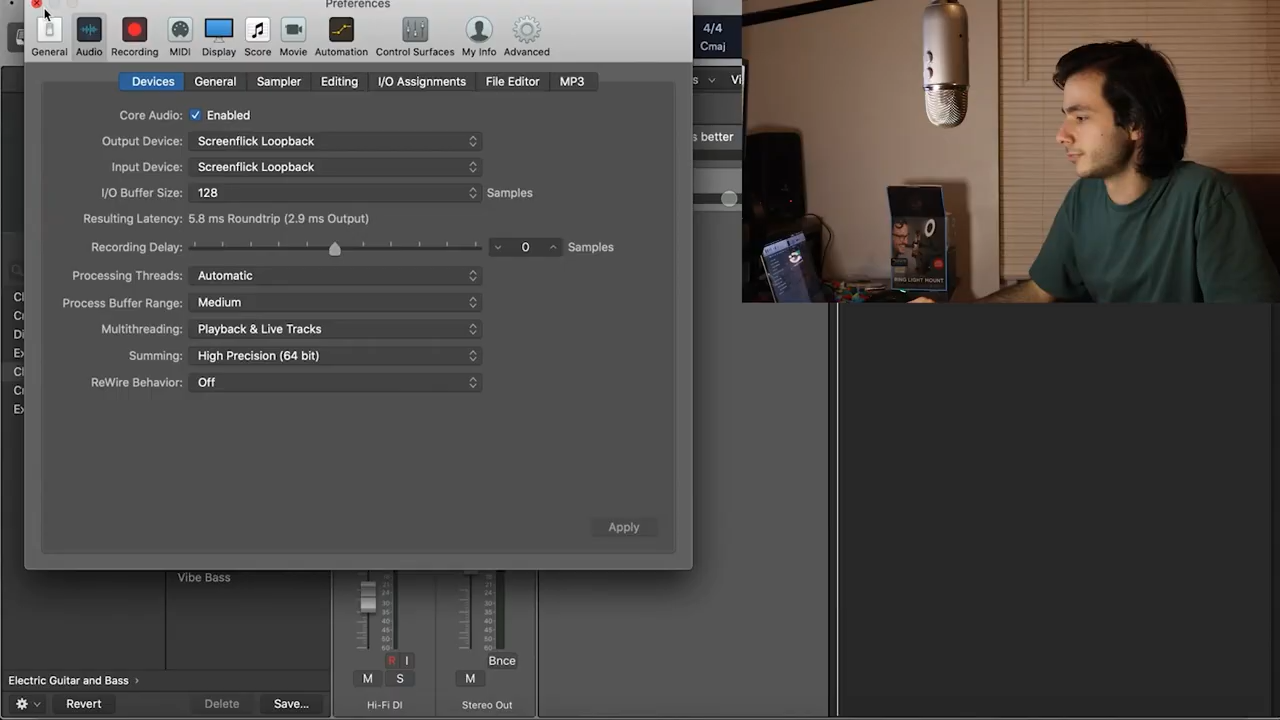 Preferences
General Audio Recording MIDI Display Score Movie Automation Control Surfaces My Info Advanced
4/4
Cmaj
Devices General Sampler Editing I/O Assignments File Editor MP3
Core Audio: Enabled
s better
Output Device: Screenflick Loopback
Input Device: Screenflick Loopback
I/O Buffer Size: 128 Samples
Resulting Latency: 5.8 ms Roundtrip (2.9 ms Output)
Recording Delay: 0 Samples
Processing Threads: Automatic
Process Buffer Range: Medium
Multithreading: Playback & Live Tracks
Summing: High Precision (64 bit)
ReWire Behavior: Off
RING LIGHT MOUNT
Apply
Vibe Bass
R I
Bnce
M S M
Electric Guitar and Bass
Revert Delete Save... Hi-Fi DI Stereo Out